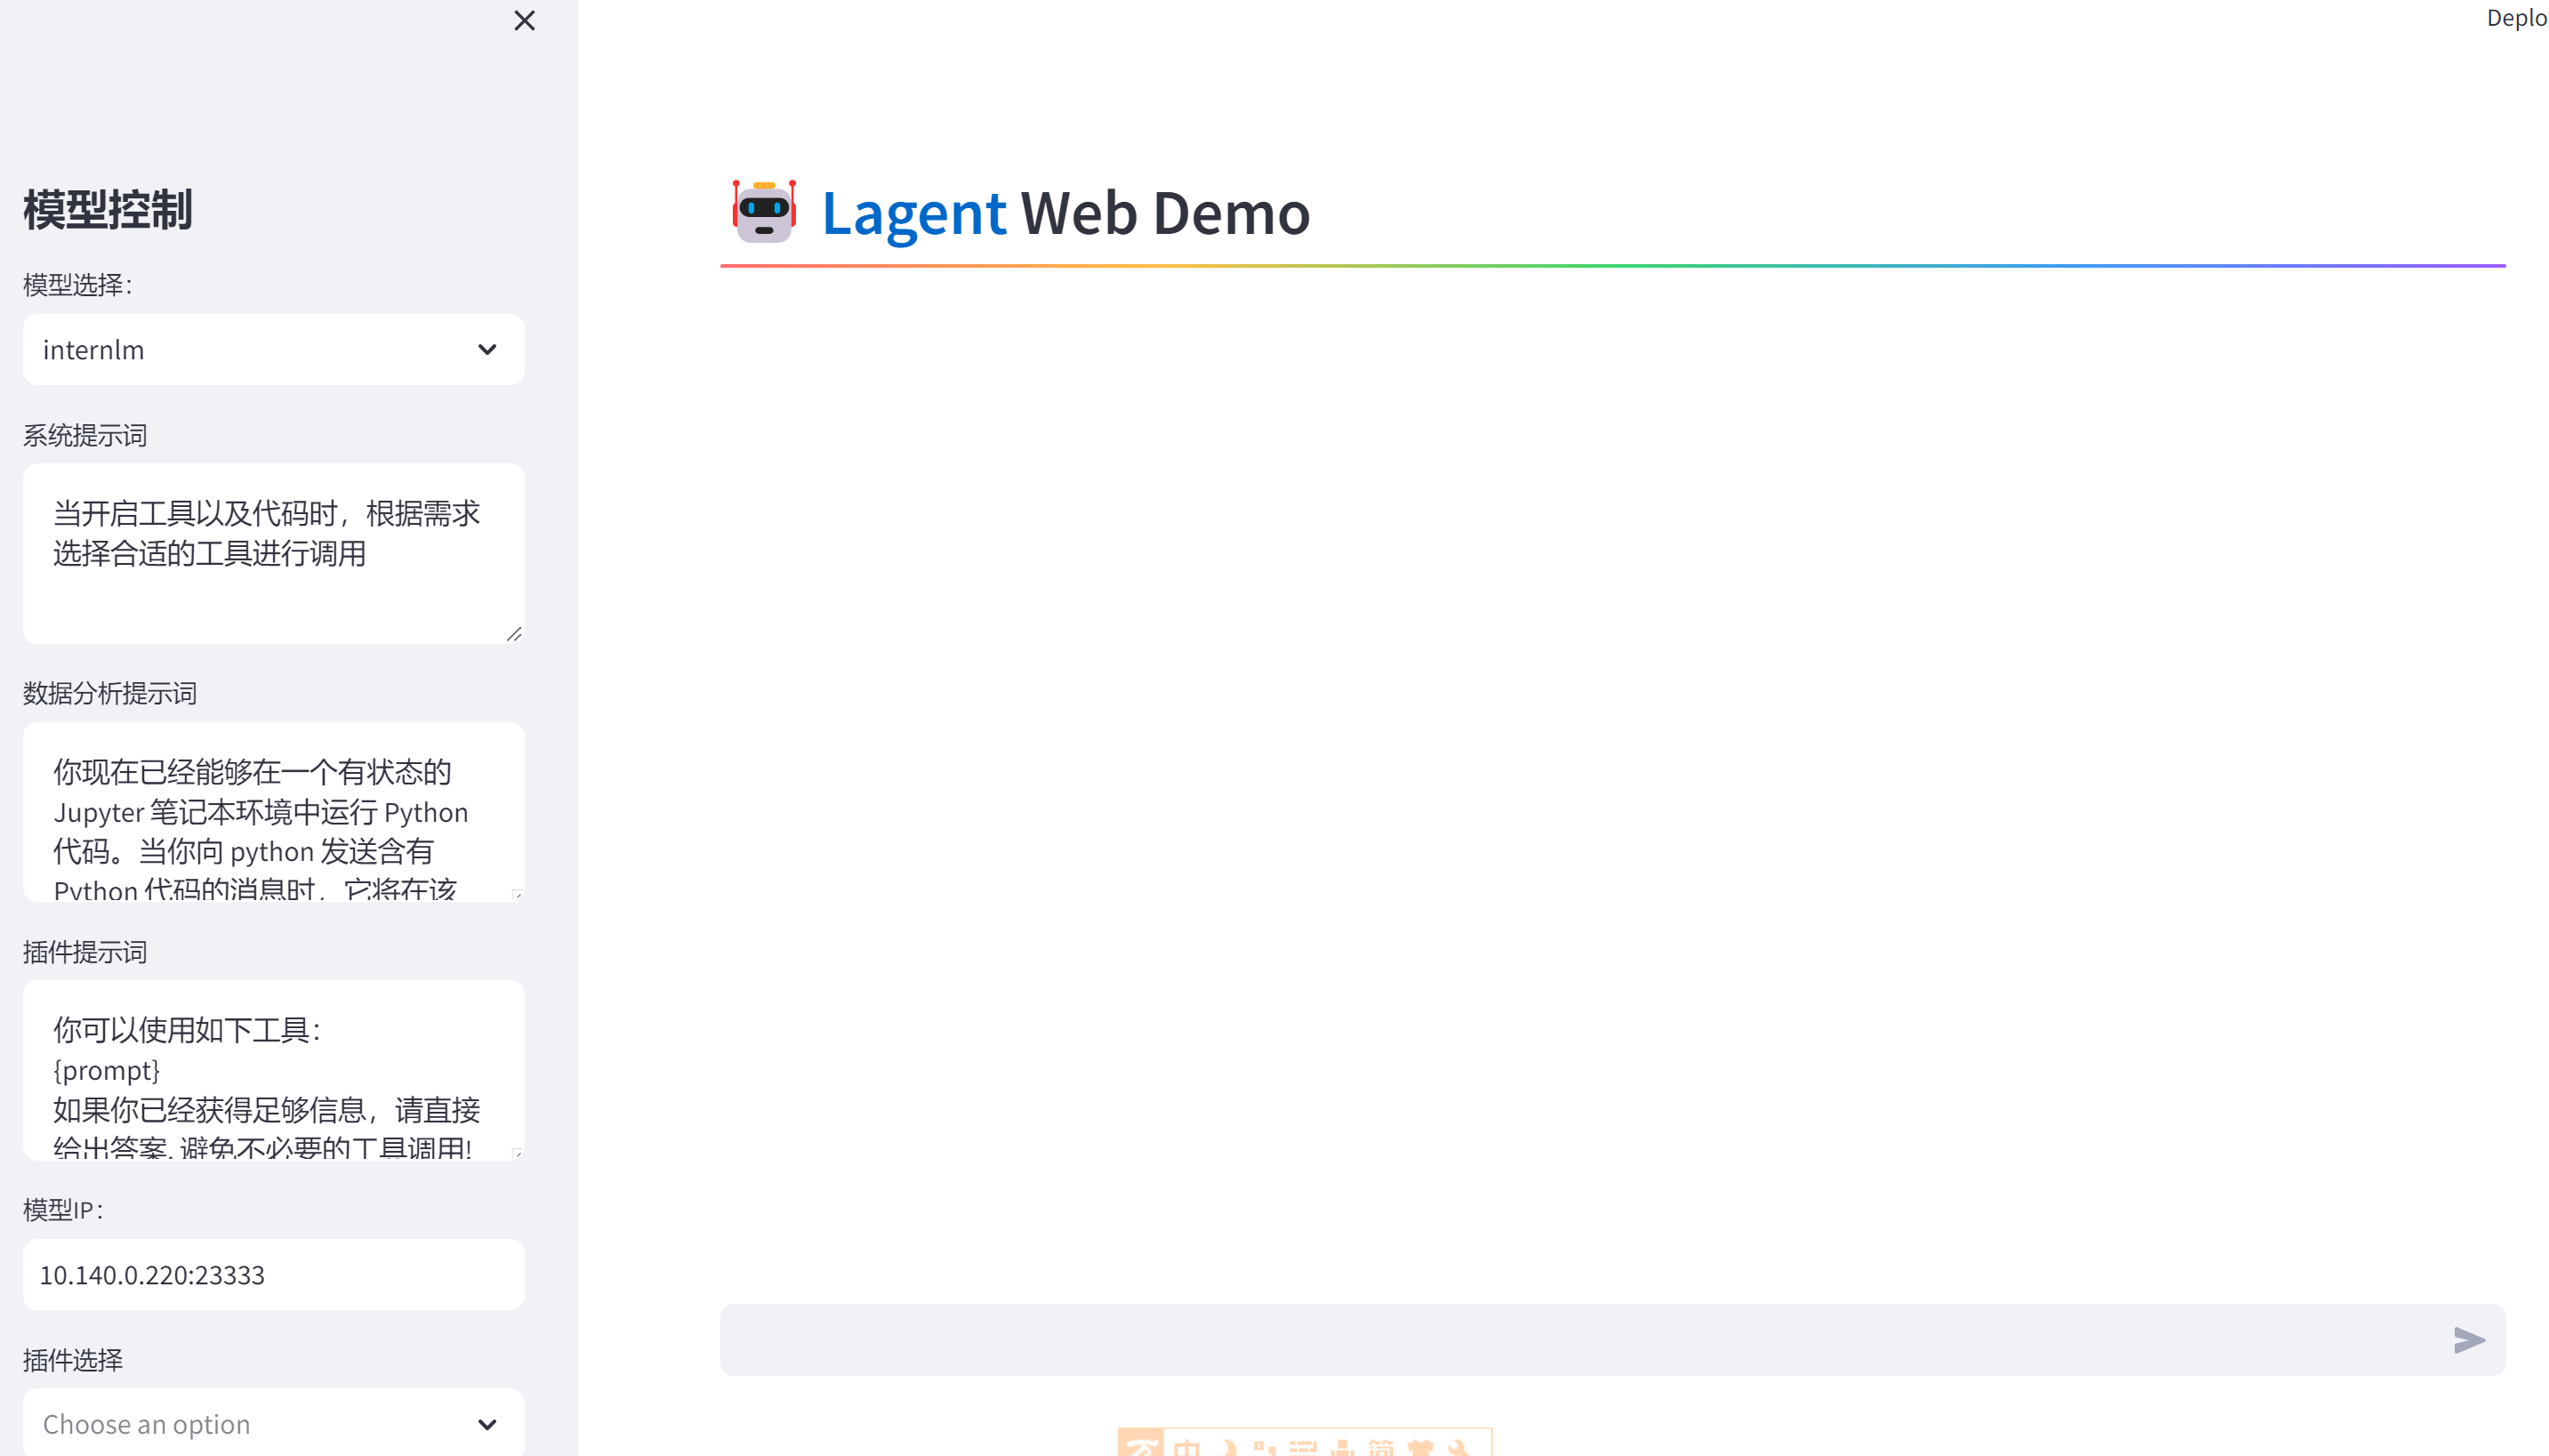 Deplo
模型控制
Lagent Web Demo
模型选择：
internlm
系统提示词
当开启工具以及代码时，根据需求
选择合适的工具进行调用
数据分析提示词
你现在已经能够在一个有状态的
Jupyter 笔记本环境中运行 Python
代码。当你向 python 发送含有
Python 代码的消息时，它将在该
插件提示词
你可以使用如下工具：
{prompt}
如果你已经获得足够信息，请直接
给出答案. 避免不必要的工具调用!
模型IP：
10.140.0.220:23333
插件选择
Choose an option
中
简